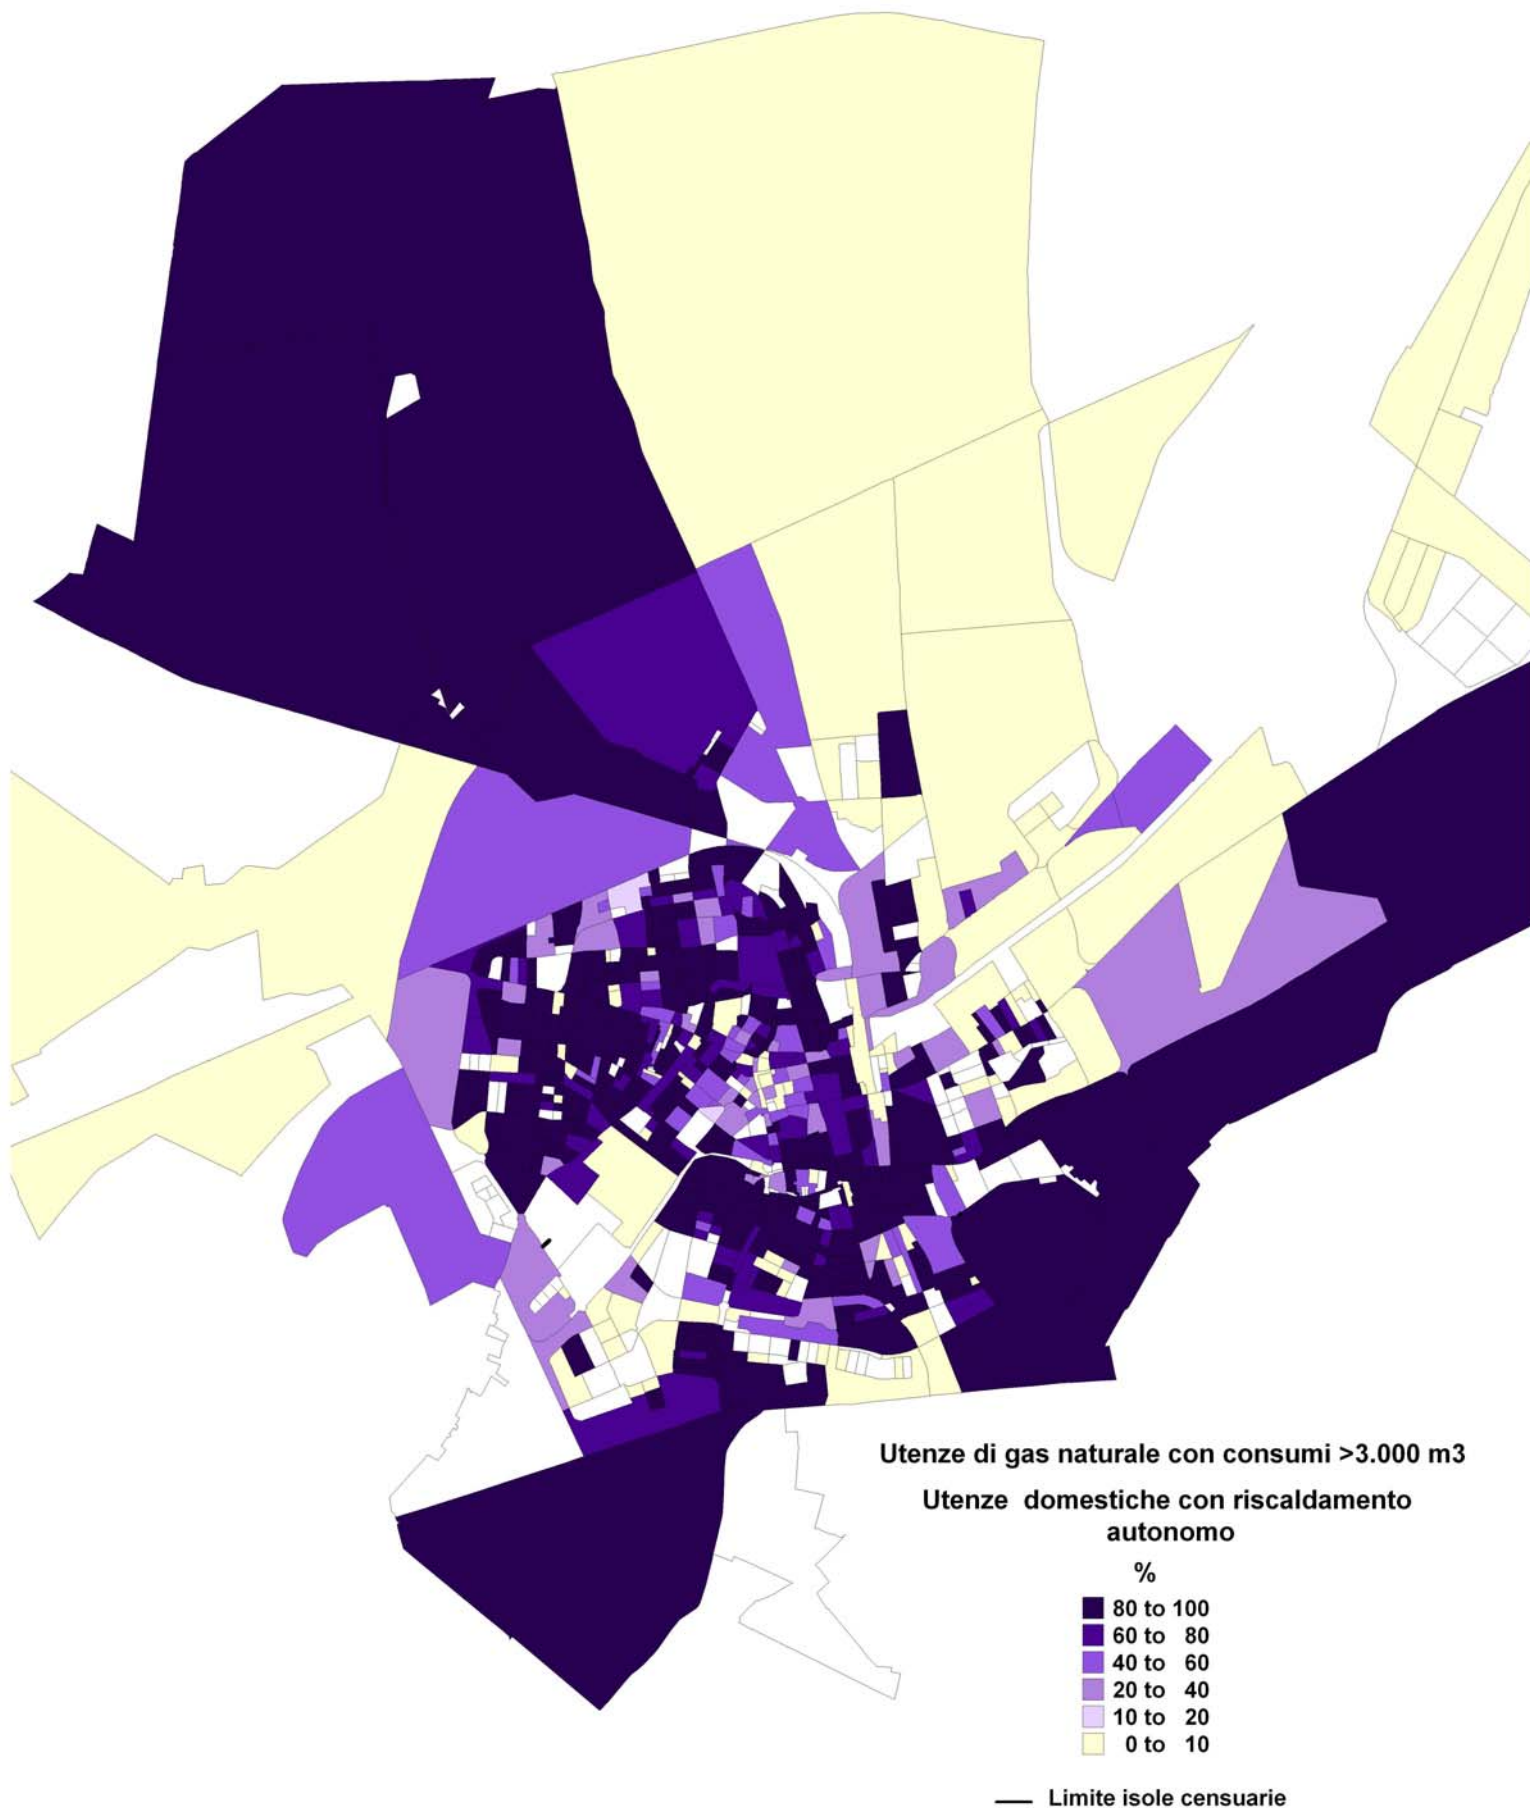 Utenze di gas naturale con consumi >3.000 m3
Utenze domestiche con riscaldamento
autonomo
%
80 to 100
60 to 80
40 to 60
20 to 40
10 to 20
0 to 10
Limite isole censuarie